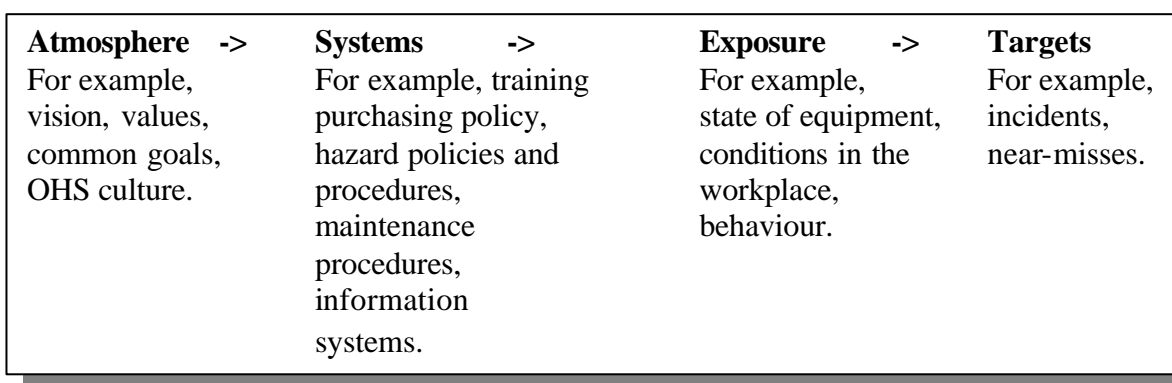 Atmosphere ->
For example,
vision, values,
common goals,
OHS culture.
Systems ->
For example, training
purchasing policy,
hazard policies and
procedures,
maintenance
procedures,
information
systems.
Exposure ->
For example,
state of equipment,
conditions in the
workplace,
behaviour.
Targets
For example,
incidents,
near-misses.